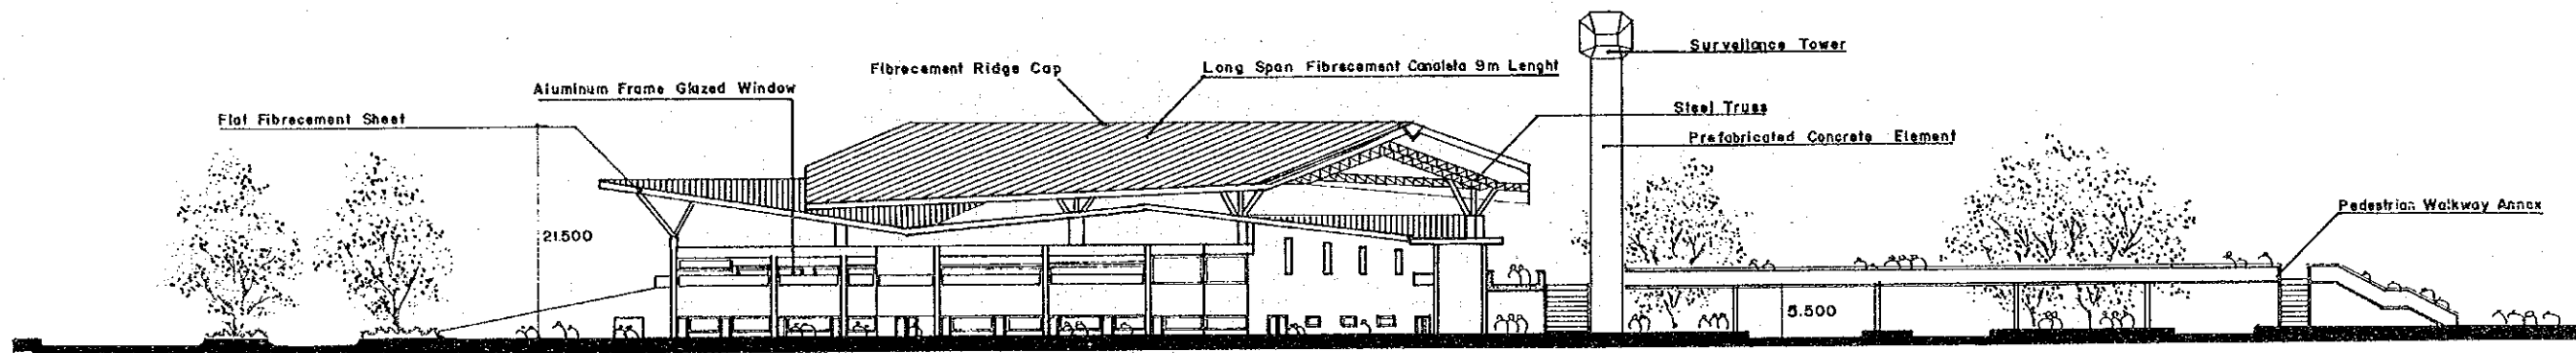 Surveilance Tower
Fibrecement Ridge Cap
Long Span Fibrecement Canaleta 9m Lenght
Aluminum Frame Glazed Window
Steel Truss
Flat Fibrecement Sheet
Prefabricated Concrete Element
Pedestrian Walkway Annex
21.500
5.500